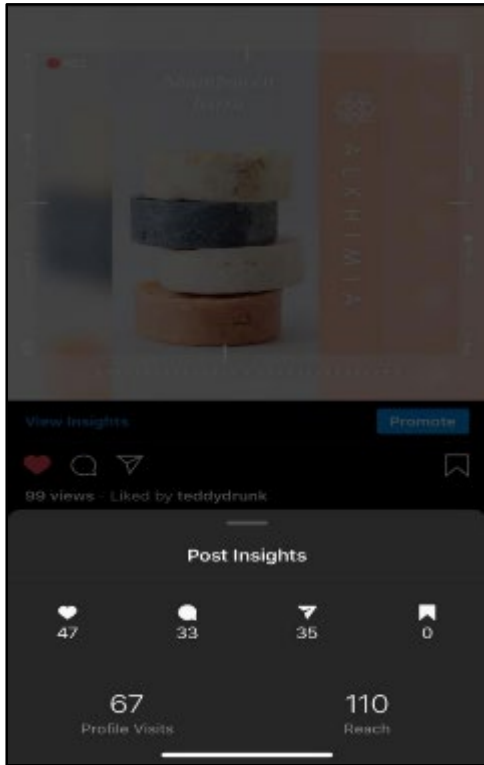 ALKHIMIA
View Insights
Promote
99 views · Liked by teddydrunk
Post Insights
47
33
35
0
67
110
Profile Visits
Reach